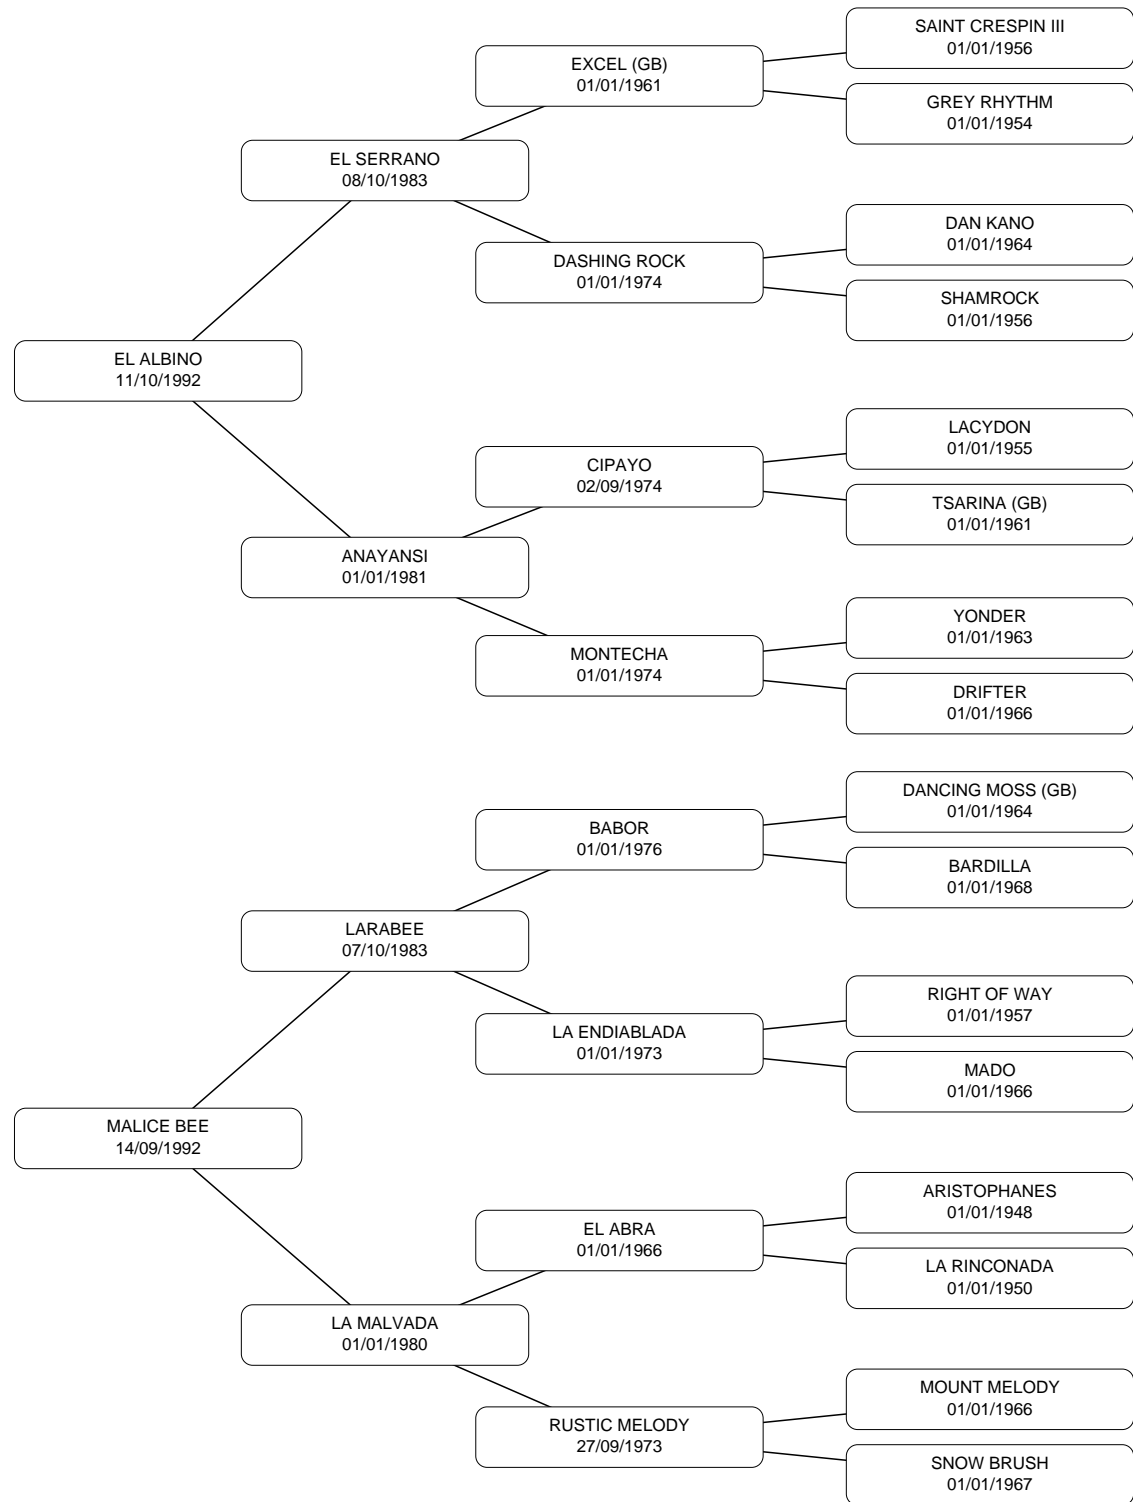 SAINT CRESPIN III
01/01/1956
EXCEL (GB)
01/01/1961
GREY RHYTHM
01/01/1954
EL SERRANO
08/10/1983
DAN KANO
01/01/1964
DASHING ROCK
01/01/1974
SHAMROCK
01/01/1956
EL ALBINO
11/10/1992
LACYDON
01/01/1955
CIPAYO
02/09/1974
TSARINA (GB)
01/01/1961
ANAYANSI
01/01/1981
YONDER
01/01/1963
MONTECHA
01/01/1974
DRIFTER
01/01/1966
DANCING MOSS (GB)
01/01/1964
BABOR
01/01/1976
BARDILLA
01/01/1968
LARABEE
07/10/1983
RIGHT OF WAY
01/01/1957
LA ENDIABLADA
01/01/1973
MADO
01/01/1966
MALICE BEE
14/09/1992
ARISTOPHANES
01/01/1948
EL ABRA
01/01/1966
LA RINCONADA
01/01/1950
LA MALVADA
01/01/1980
MOUNT MELODY
01/01/1966
RUSTIC MELODY
27/09/1973
SNOW BRUSH
01/01/1967